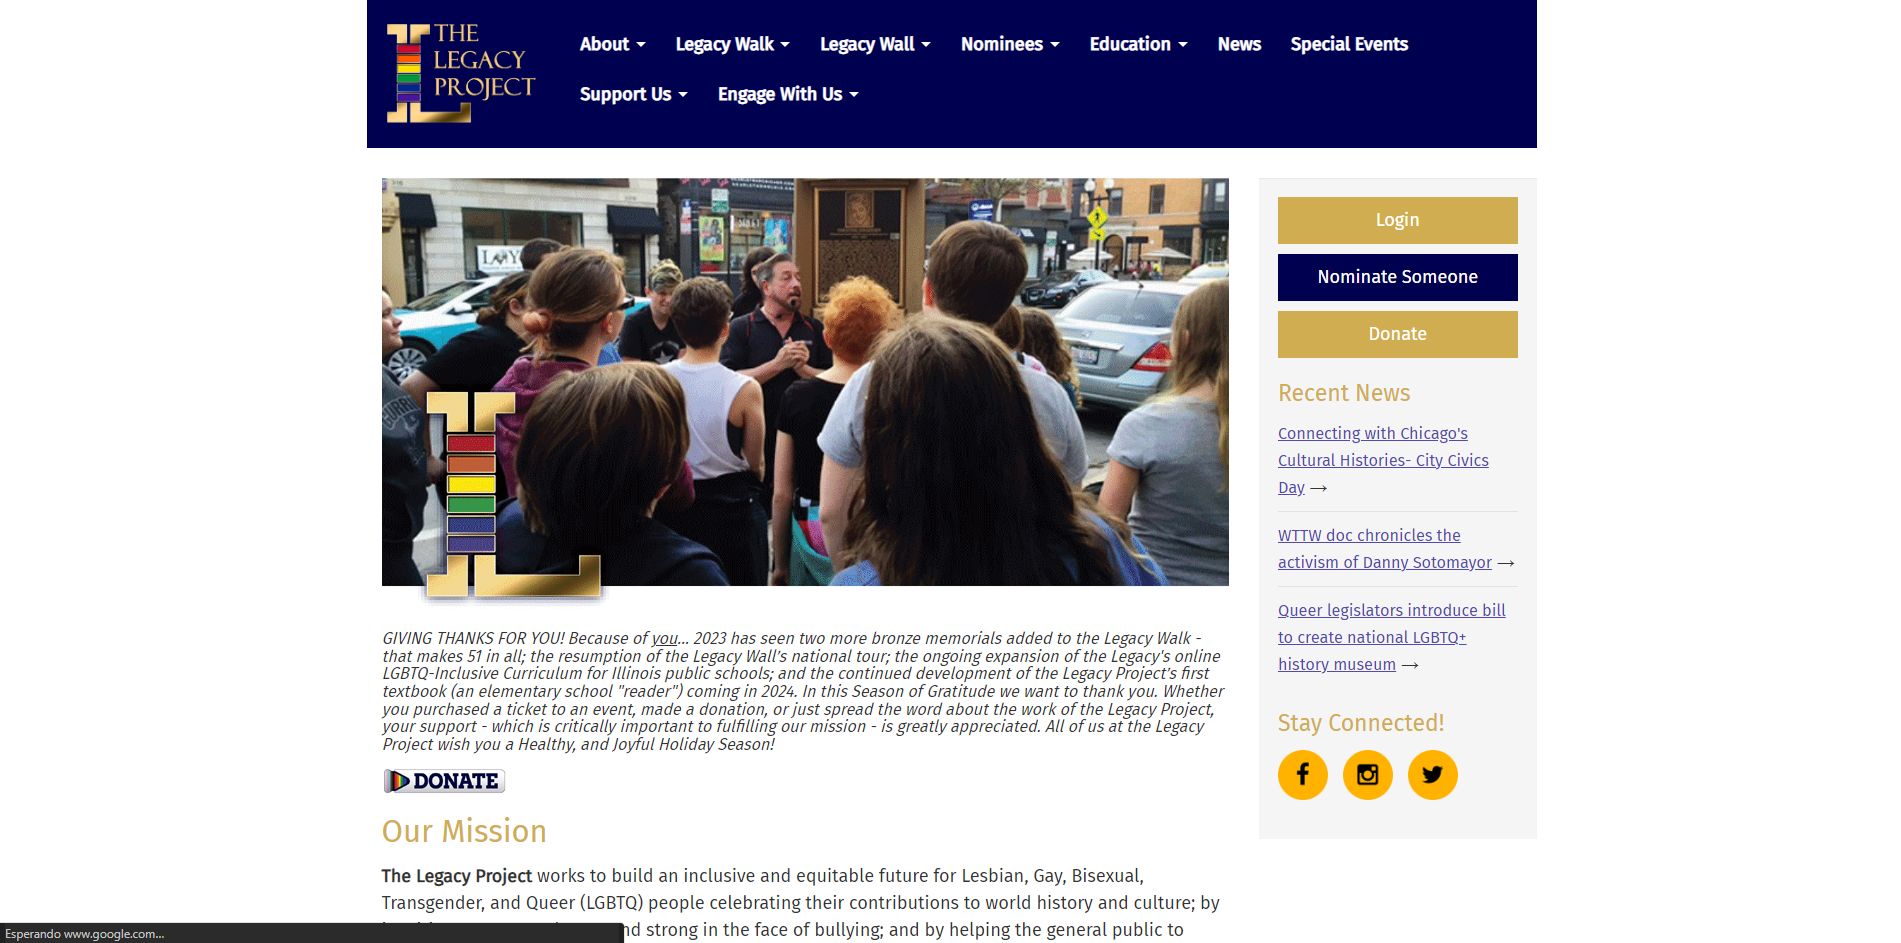 THE
LEGACY
PROJECT
About
Legacy Walk
Legacy Wall
Nominees
Education
News
Special Events
Support Us
Engage With Us
Login
Nominate Someone
Donate
Recent News
Connecting with Chicago's
Cultural Histories- City Civics
Day →
WTTW doc chronicles the
activism of Danny Sotomayor →
Queer legislators introduce bill
to create national LGBTQ+
history museum →
Stay Connected!
GIVING THANKS FOR YOU! Because of you... 2023 has seen two more bronze memorials added to the Legacy Walk -
that makes 51 in all; the resumption of the Legacy Wall's national tour; the ongoing expansion of the Legacy's online
LGBTQ-Inclusive Curriculum for Illinois public schools; and the continued development of the Legacy Project's first
textbook (an elementary school "reader") coming in 2024. In this Season of Gratitude we want to thank you. Whether
you purchased a ticket to an event, made a donation, or just spread the word about the work of the Legacy Project,
your support - which is critically important to fulfilling our mission - is greatly appreciated. All of us at the Legacy
Project wish you a Healthy, and Joyful Holiday Season!
DONATE
Our Mission
The Legacy Project works to build an inclusive and equitable future for Lesbian, Gay, Bisexual,
Transgender, and Queer (LGBTQ) people celebrating their contributions to world history and culture; by
nd strong in the face of bullying; and by helping the general public to
Esperando www.google.com...